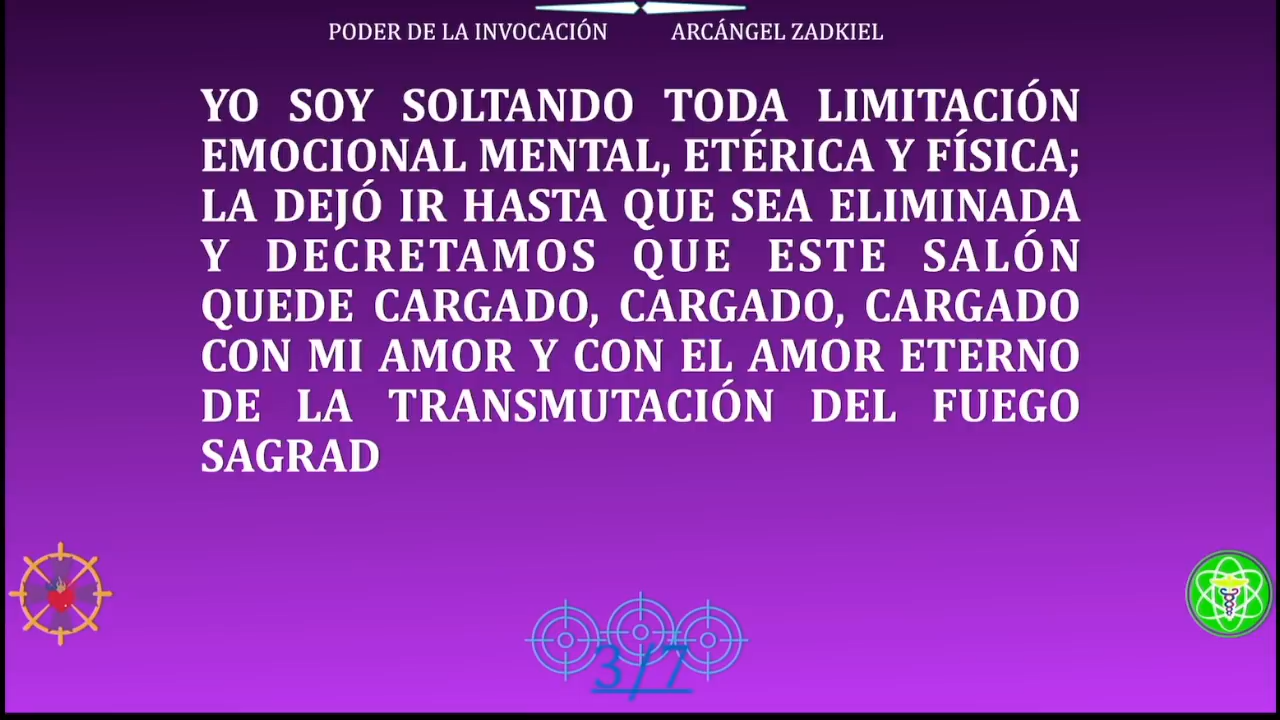 PODER DE LA INVOCACIÓN ARCÁNGEL ZADKIEL
YO SOY SOLTANDO TODA LIMITACIÓN
EMOCIONAL MENTAL, ETÉRICA Y FÍSICA;
LA DEJÓ IR HASTA QUE SEA ELIMINADA
Y DECRETAMOS QUE ESTE SALÓN
QUEDE CARGADO, CARGADO, CARGADO
CON MI AMOR Y CON EL AMOR ETERNO
DE LA TRANSMUTACIÓN DEL FUEGO
SAGRAD
3/7